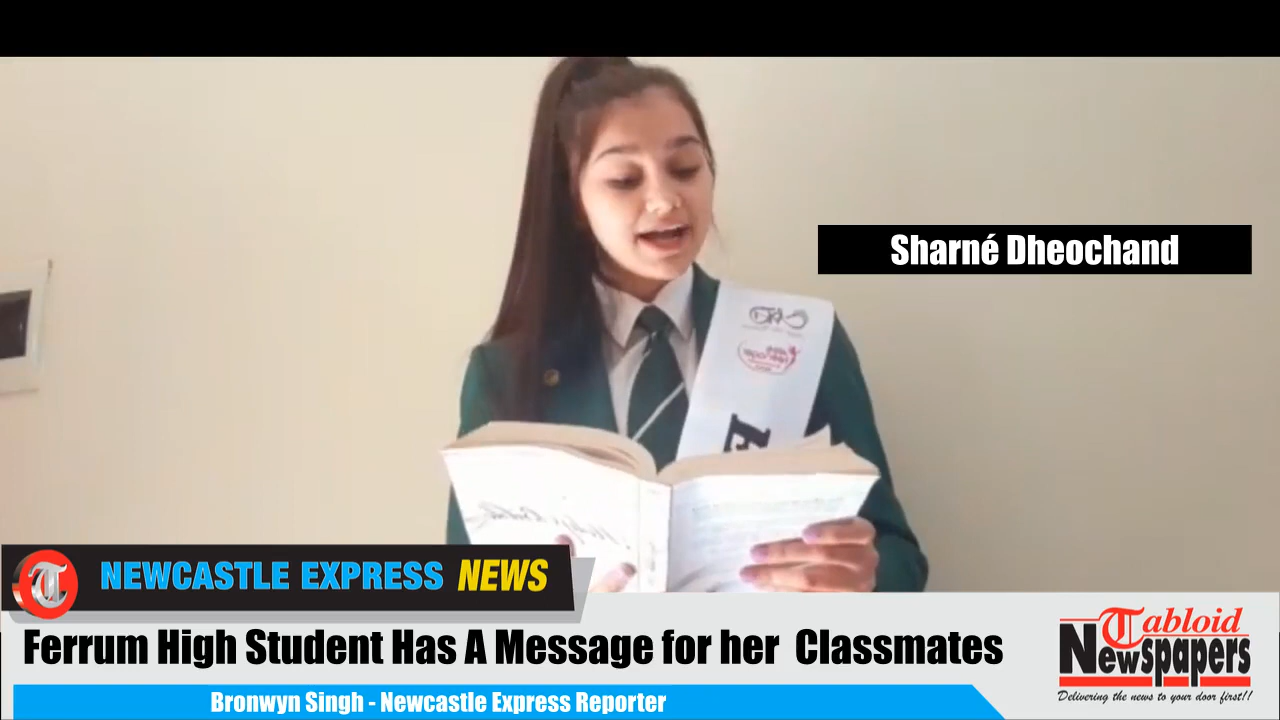 Sharné Dheochand
NEWCASTLE EXPRESS NEWS
Ferrum High Student Has A Message for her Classmates
Bronwyn Singh - Newcastle Express Reporter
Tabloid
Newspapers
Delivering the news to your door first!!